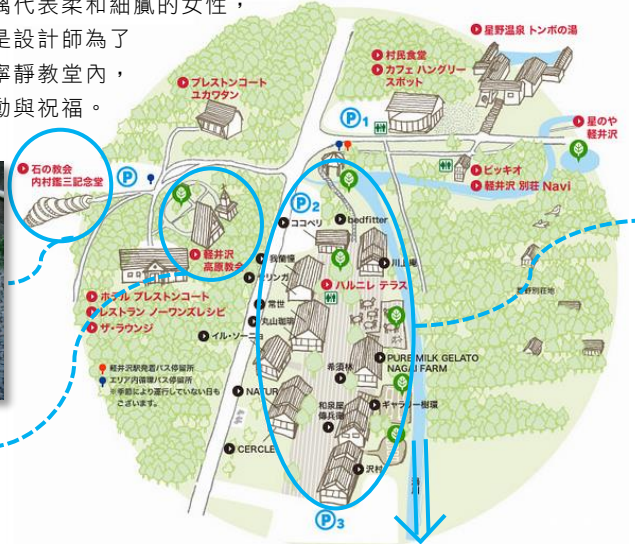 璃代表柔和細膩的女性，
是設計師為了
寧靜教堂內，
動與祝福。
星野温泉 トンボの湯
村民食堂
カフェ ハングリー
スポット
ブレストンコート
ユカワタン
P1
石の教会
内村鑑三記念堂
P
星のや
軽井沢
ピッキオ
軽井沢 別荘 Navi
P2
ココペリ
bedfitter
軽井沢
高原教会
我蘭憧
川上庵
ハルニレ テラス
ホテル ブレストンコート
レストラン ノーワンズレシピ
ザ・ラウンジ
常世
丸山珈琲
イル・ソーニョ
軽井沢駅発着バス停留所
エリア内循環バス停留所
※季節により運行していない日も
ございます。
希須林
PURE MILK GELATO
NAGAI FARM
NATUR
和泉屋
傳兵衛
ギャラリー樹環
CERCLE
沢村
P3